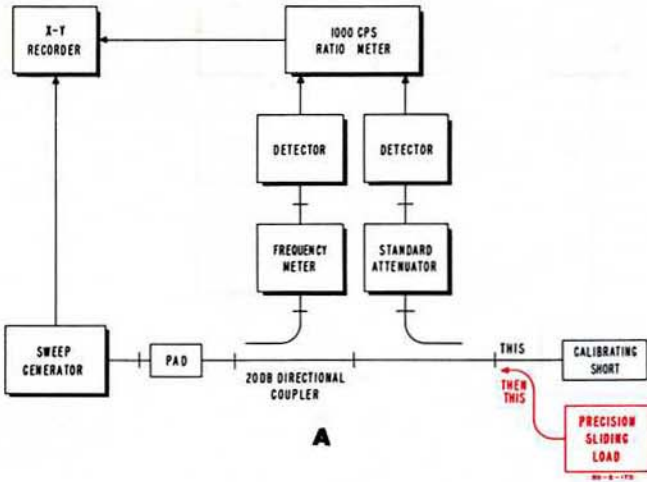 X-Y
RECORDER
1000 CPS
RATIO METER
DETECTOR
DETECTOR
FREQUENCY
METER
STANDARD
ATTENUATOR
SWEEP
GENERATOR
PAD
20DB DIRECTIONAL
COUPLER
THIS
THEN
THIS
CALIBRATING
SHORT
PRECISION
SLIDING
LOAD
A